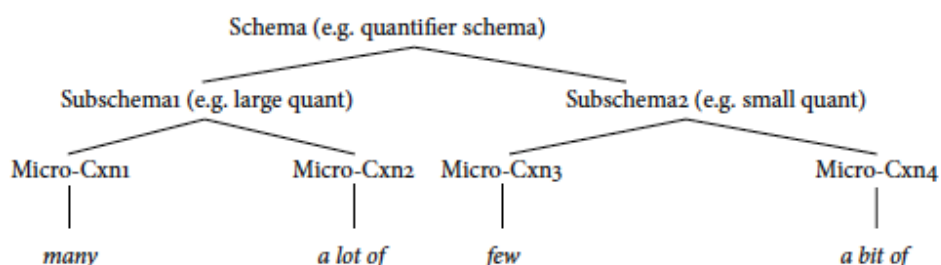 Schema (e.g. quantifier schema)
Subschema1 (e.g. large quant) Subschema2 (e.g. small quant)
Micro-Cxn1 Micro-Cxn2 Micro-Cxn3 Micro-Cxn4
many a lot of few a bit of